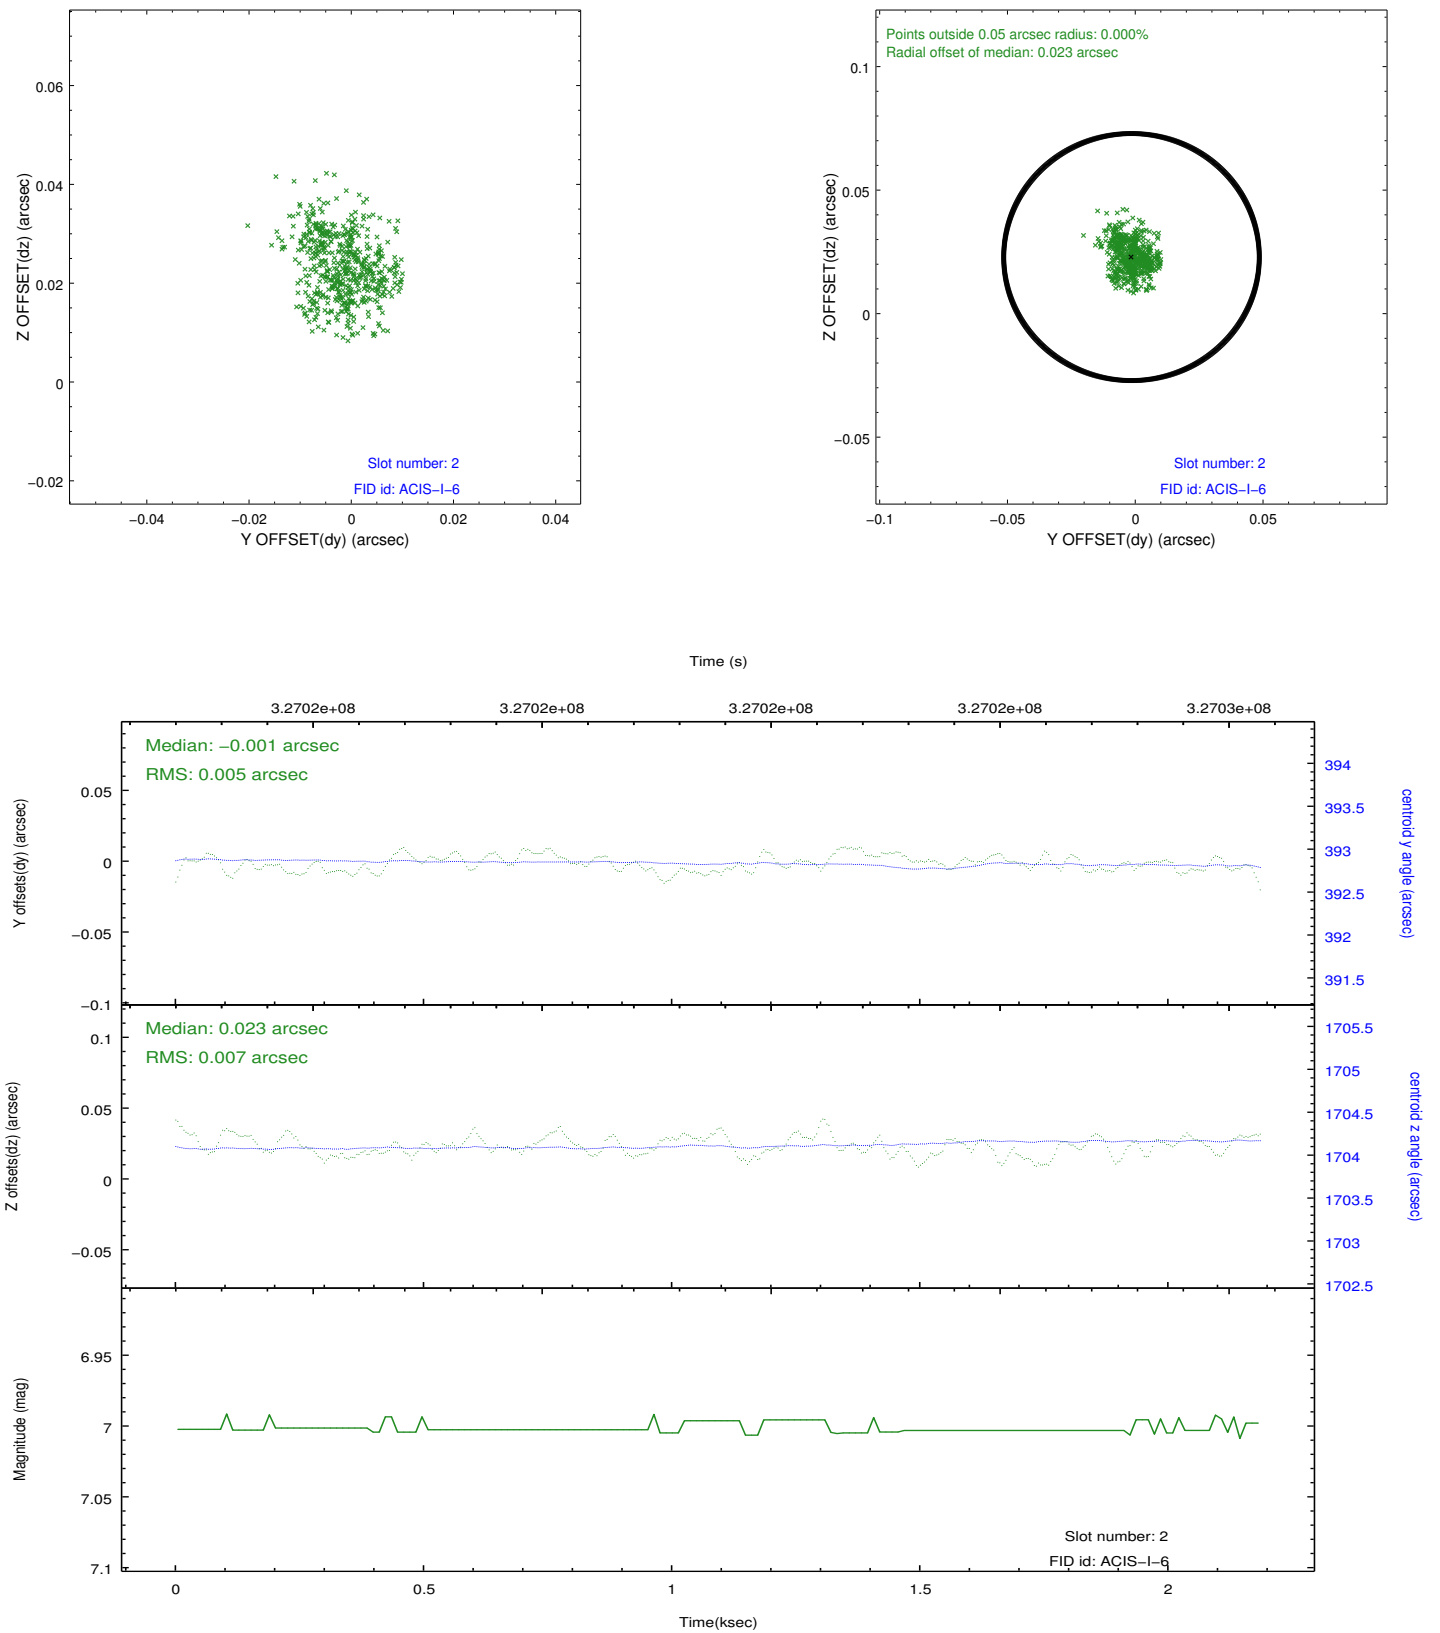 0.06
0.04
0.02
0
−0.02
Z OFFSET(dz) (arcsec)
Slot number: 2
FID id: ACIS−I−6
−0.04
−0.02
0
0.02
0.04
Y OFFSET(dy) (arcsec)
Points outside 0.05 arcsec radius: 0.000%
Radial offset of median: 0.023 arcsec
0.1
0.05
0
−0.05
Z OFFSET(dz) (arcsec)
Slot number: 2
FID id: ACIS−I−6
−0.1
−0.05
0
0.05
Y OFFSET(dy) (arcsec)
Time (s)
3.2702e+08
3.2702e+08
3.2702e+08
3.2702e+08
3.2703e+08
Median: −0.001 arcsec
RMS: 0.005 arcsec
0.05
0
−0.05
−0.1
Y offsets(dy) (arcsec)
394
393.5
393
392.5
392
391.5
centroid y angle (arcsec)
Median: 0.023 arcsec
RMS: 0.007 arcsec
0.1
0.05
0
−0.05
Z offsets(dz) (arcsec)
1705.5
1705
1704.5
1704
1703.5
1703
1702.5
centroid z angle (arcsec)
6.95
7
7.05
7.1
Magnitude (mag)
Slot number: 2
FID id: ACIS−I−6
0
0.5
1
1.5
2
Time(ksec)